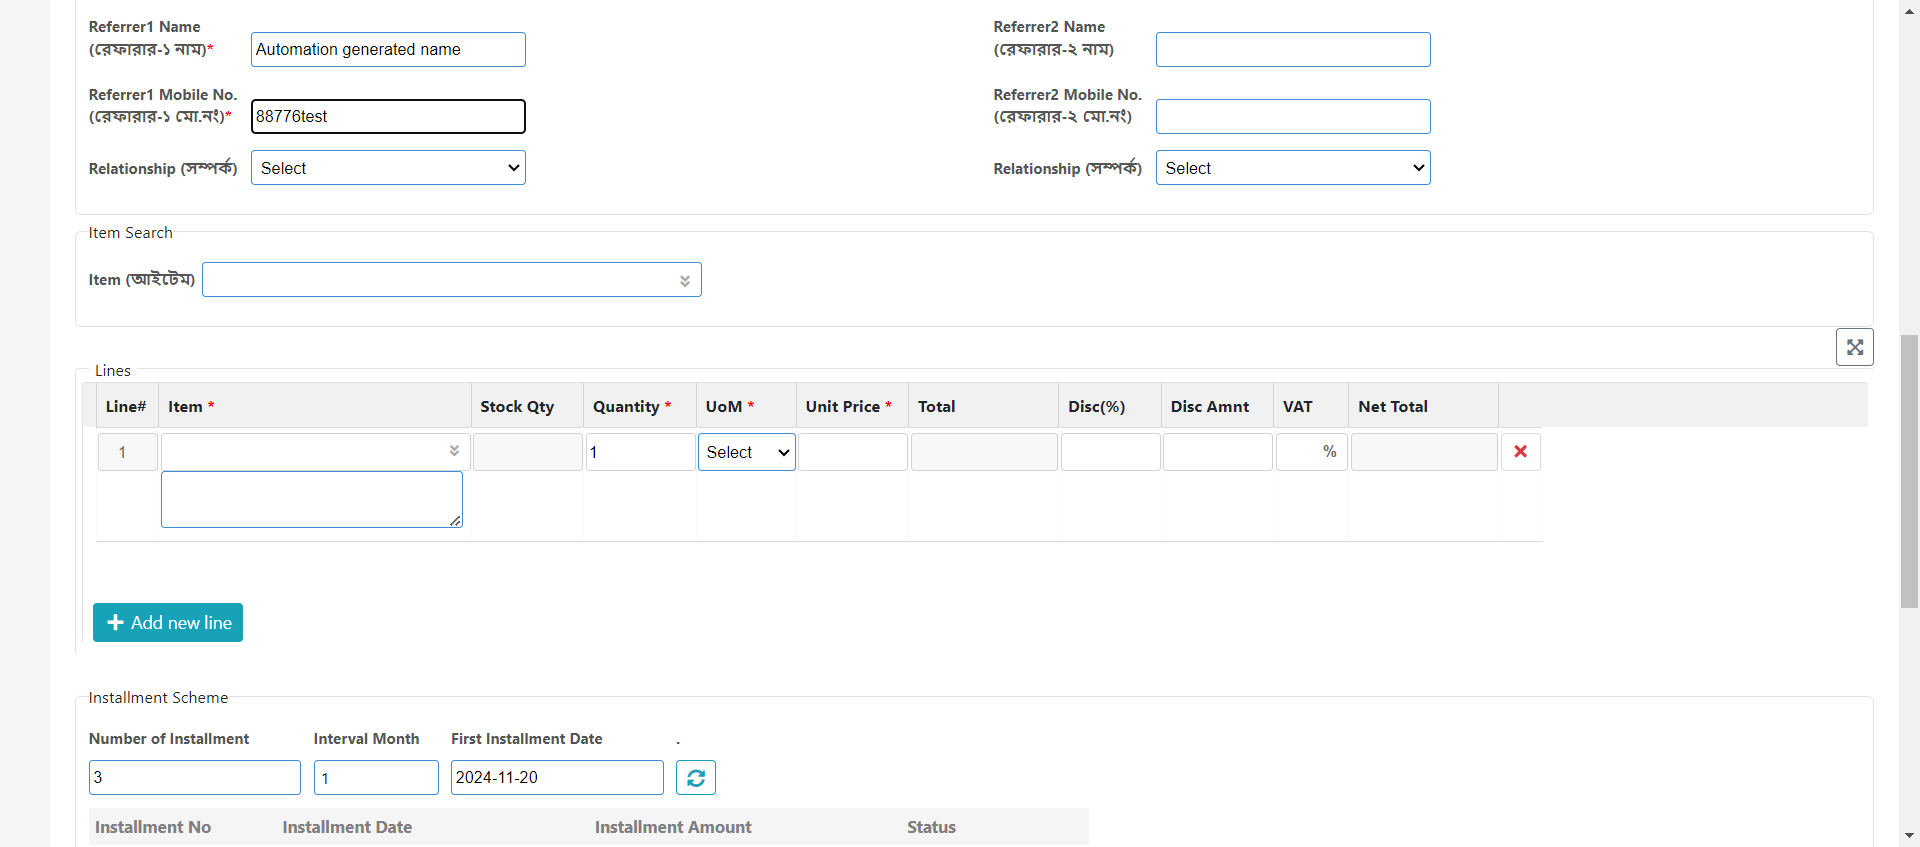 Referrer1 Name
(রেফারার-১ নাম)*
Automation generated name
Referrer2 Name
(রেফারার-২ নাম)
Referrer1 Mobile No.
(রেফারার-১ মো.নং)*
88776test
Referrer2 Mobile No.
(রেফারার-২ মো.নং)
Relationship (সম্পর্ক)
Select
Relationship (সম্পর্ক)
Select
Item Search
Item (আইটেম)
Lines
Line# Item * Stock Qty Quantity * UoM * Unit Price * Total Disc(%) Disc Amnt VAT Net Total
1 1 Select %
Add new line
Installment Scheme
Number of Installment Interval Month First Installment Date .
3 1 2024-11-20
Installment No Installment Date Installment Amount Status